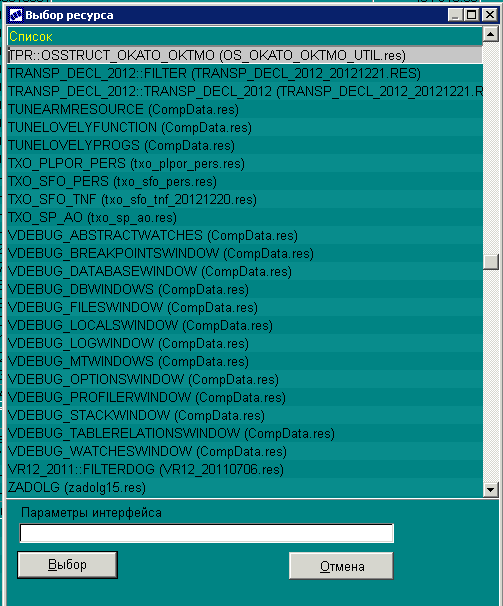 Выбор ресурса
Список
TPR::OSSTRUCT_OKATO_OKTMO (OS_OKATO_OKTMO_UTIL.res)
TRANSP_DECL_2012::FILTER (TRANSP_DECL_2012_20121221.RES)
TRANSP_DECL_2012::TRANSP_DECL_2012 (TRANSP_DECL_2012_20121221.R
TUNEARMRESOURCE (CompData.res)
TUNELOVELYFUNCTION (CompData.res)
TUNELOVELYPROGS (CompData.res)
TXO_PLPOR_PERS (txo_plpor_pers.res)
TXO_SFO_PERS (txo_sfo_pers.res)
TXO_SFO_TNF (txo_sfo_tnf_20121220.res)
TXO_SP_AO (txo_sp_ao.res)
VDEBUG_ABSTRACTWATCHES (CompData.res)
VDEBUG_BREAKPOINTSWINDOW (CompData.res)
VDEBUG_DATABASEWINDOW (CompData.res)
VDEBUG_DBWINDOWS (CompData.res)
VDEBUG_FILESWINDOW (CompData.res)
VDEBUG_LOCALSWINDOW (CompData.res)
VDEBUG_LOGWINDOW (CompData.res)
VDEBUG_MTWINDOWS (CompData.res)
VDEBUG_OPTIONSWINDOW (CompData.res)
VDEBUG_PROFILERWINDOW (CompData.res)
VDEBUG_STACKWINDOW (CompData.res)
VDEBUG_TABLERELATIONSWINDOW (CompData.res)
VDEBUG_WATCHESWINDOW (CompData.res)
VR12_2011::FILTERDOG (VR12_20110706.res)
ZADOLG (zadolg15.res)
Параметры интерфейса
Выбор
Отмена